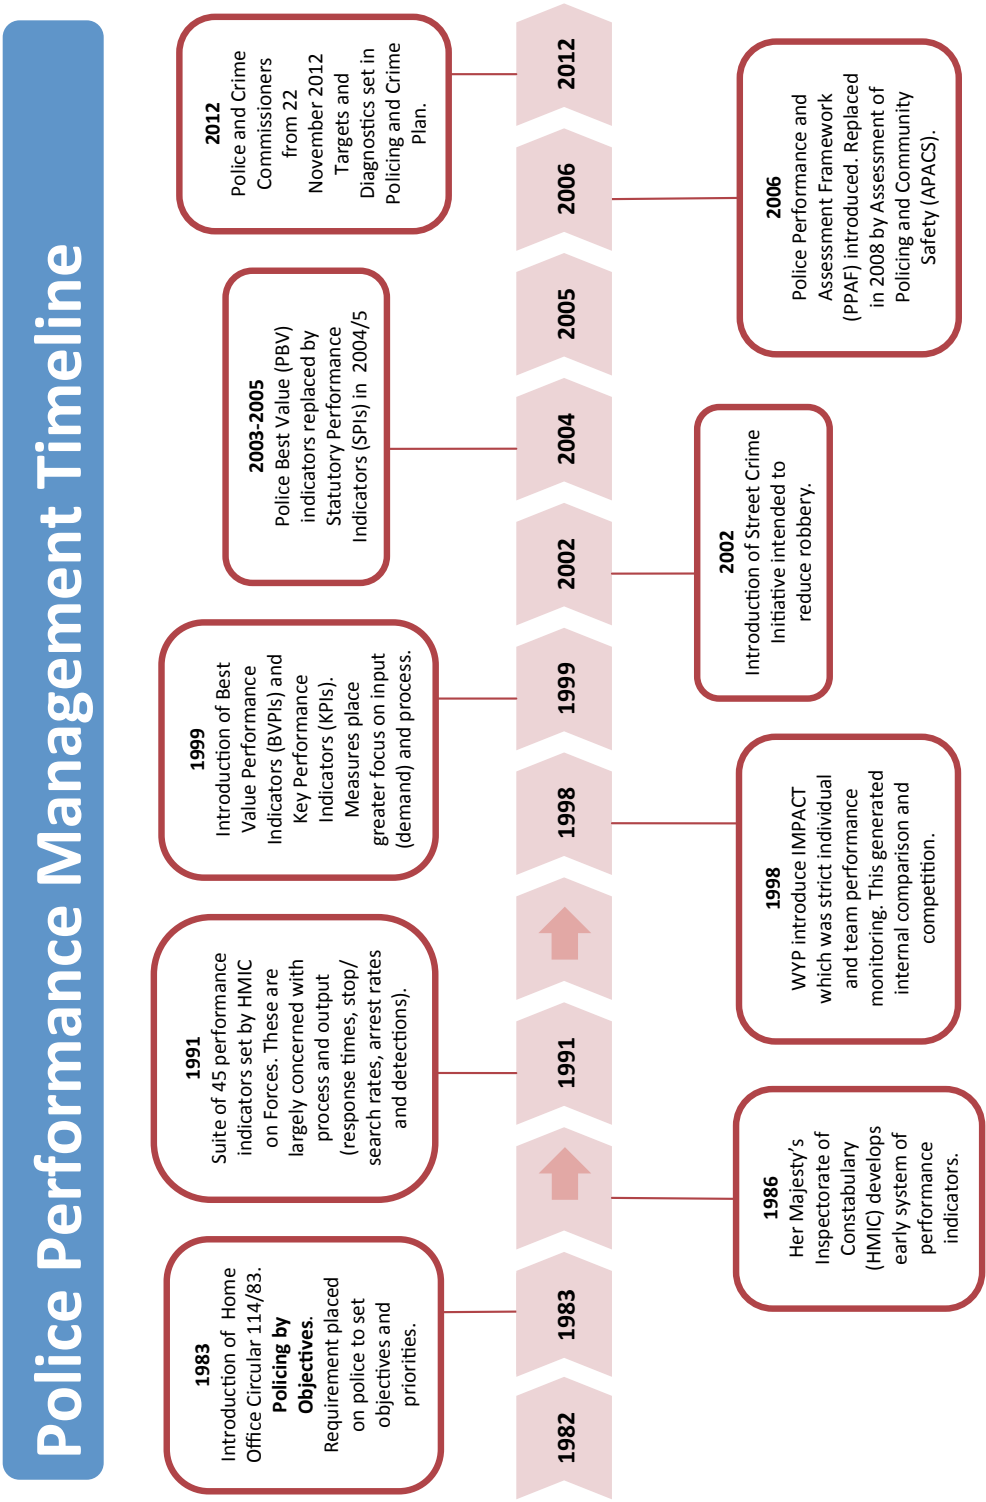 Police Performance Management Timeline
1983
Introduction of Home
Office Circular 114/83.
Policing by
Objectives.
Requirement placed
on police to set
objectives and
priorities.
1991
Suite of 45 performance
indicators set by HMIC
on Forces. These are
largely concerned with
process and output
(response times, stop/
search rates, arrest rates
and detections).
1999
Introduction of Best
Value Performance
Indicators (BVPIs) and
Key Performance
Indicators (KPIs).
Measures place
greater focus on input
(demand) and process.
2003-2005
Police Best Value (PBV)
indicators replaced by
Statutory Performance
Indicators (SPIs) in 2004/5
2012
Police and Crime
Commissioners
from 22
November 2012
Targets and
Diagnostics set in
Policing and Crime
Plan.
1982
1983
1991
1998
1999
2002
2004
2005
2006
2012
1986
Her Majesty’s
Inspectorate of
Constabulary
(HMIC) develops
early system of
performance
indicators.
1998
WYP introduce IMPACT
which was strict individual
and team performance
monitoring. This generated
internal comparison and
competition.
2002
Introduction of Street Crime
Initiative intended to
reduce robbery.
2006
Police Performance and
Assessment Framework
(PPAF) introduced. Replaced
in 2008 by Assessment of
Policing and Community
Safety (APACS).